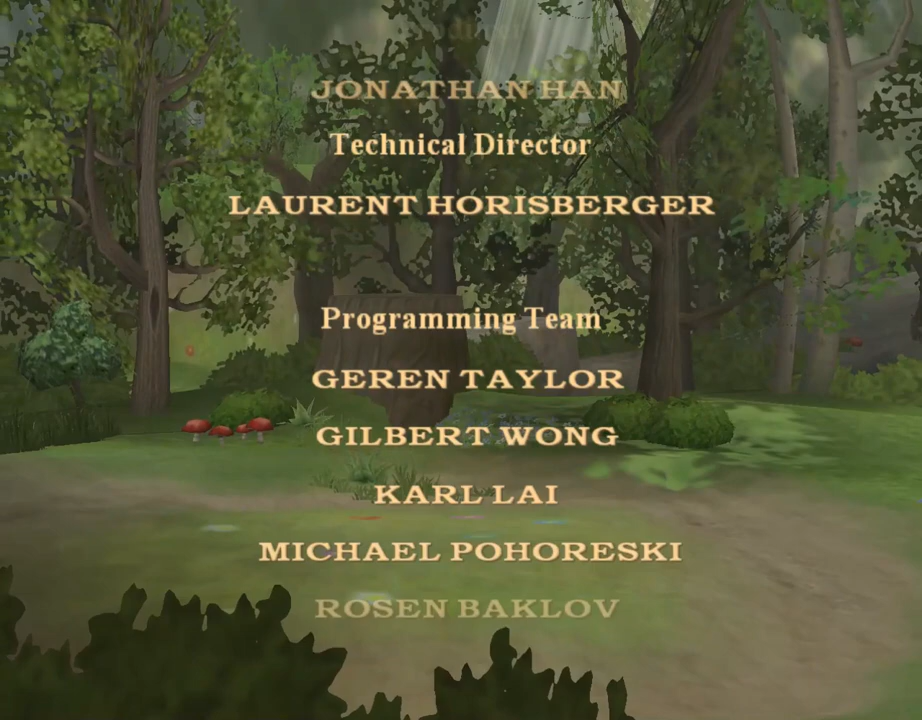 JONATHAN HAN
Technical Director
LAURENT HORISBERGER
Programming Team
GEREN TAYLOR
GILBERT WONG
KARL LAI
MICHAEL POHORESKI
ROSEN BAKLOV